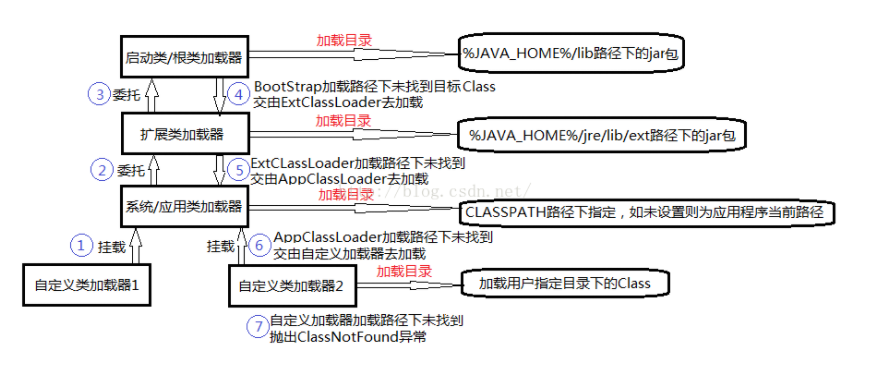 加载目录
启动类/根类加载器
%JAVA_HOME%/lib路径下的jar包
③ 委托
④ BootStrap加载路径下未找到目标Class
交由ExtClassLoader去加载
加载目录
扩展类加载器
%JAVA_HOME%/jre/lib/ext路径下的jar包
② 委托
⑤ ExtCLassLoader加载路径下未找到
交由AppClassLoader去加载
blog.csdn.net/
加载目录
系统/应用类加载器
CLASSPATH路径下指定，如未设置则为应用程序当前路径
① 挂载
挂载
⑥ AppClassLoader加载路径下未找到
交由自定义加载器去加载
加载目录
自定义类加载器1
自定义类加载器2
加载用户指定目录下的Class
⑦ 自定义加载器加载路径下未找到
抛出ClassNotFound异常